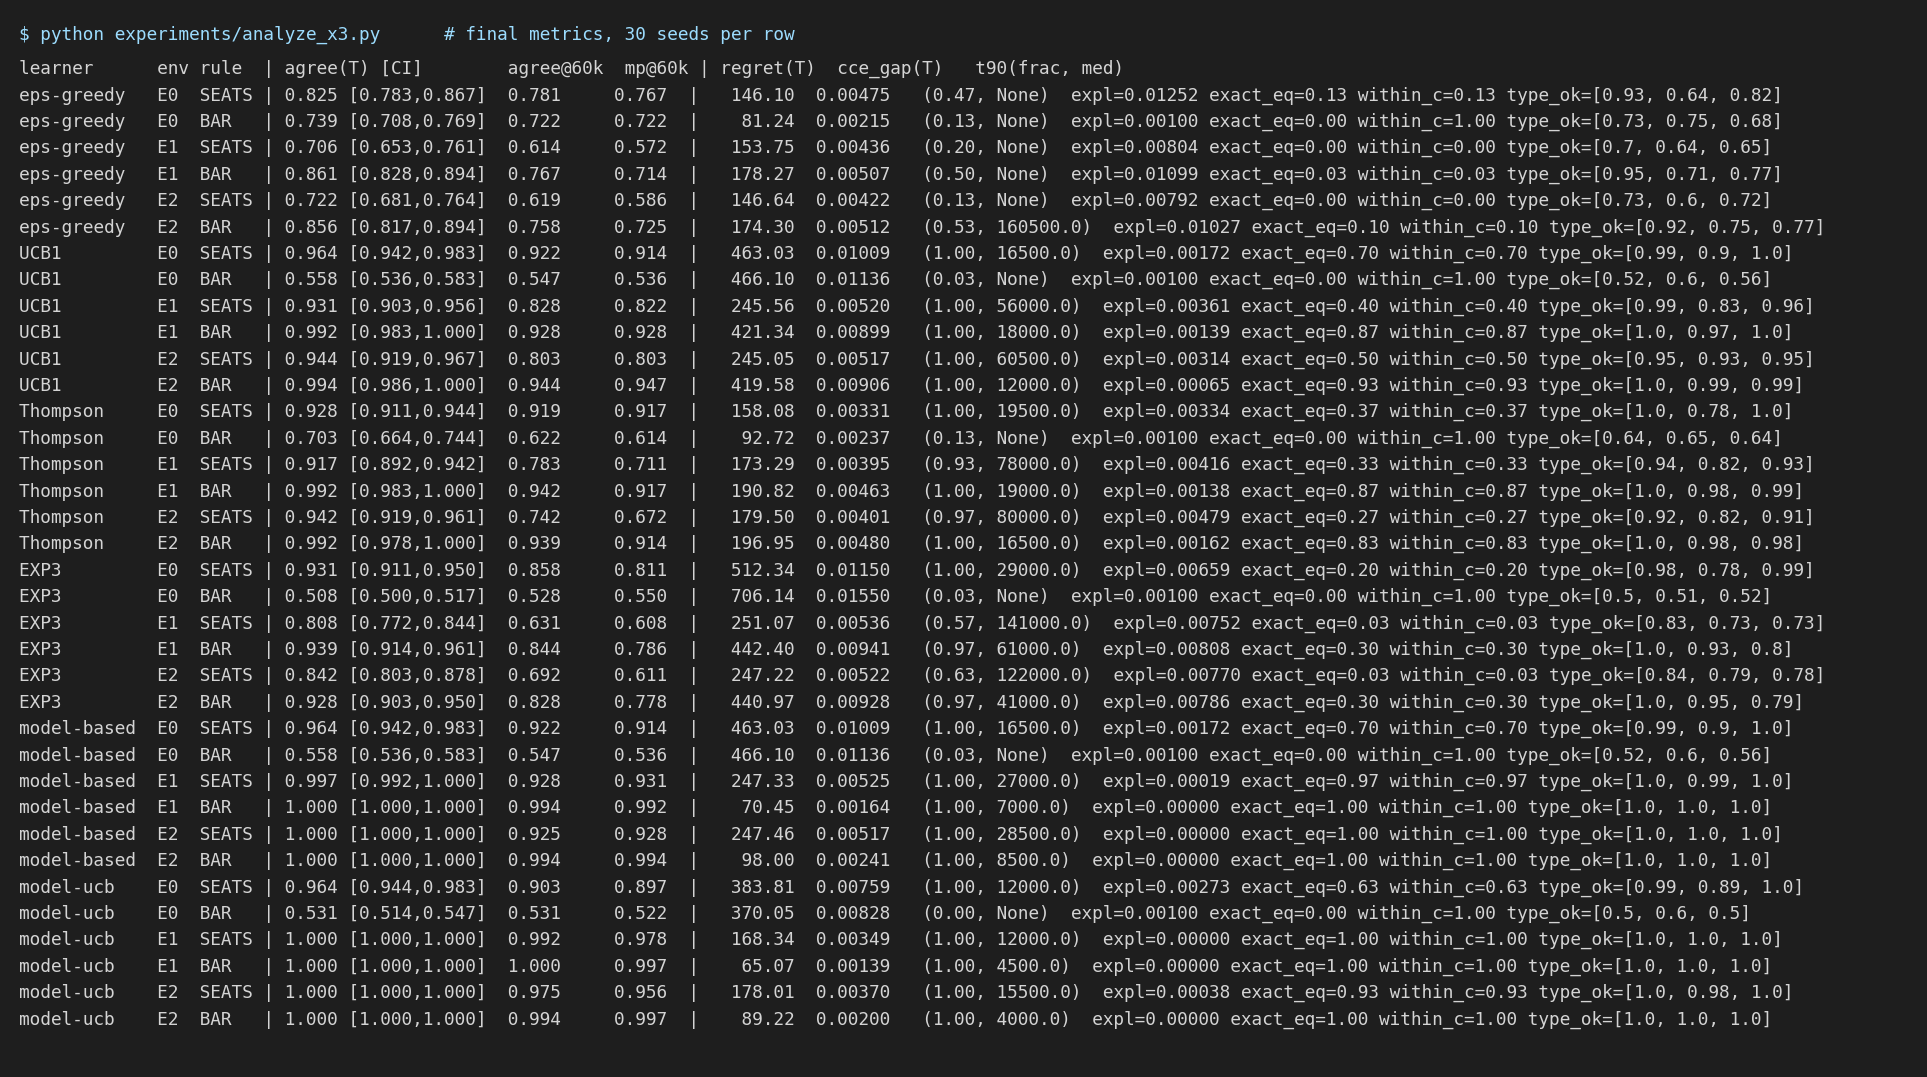 $ python experiments/analyze_x3.py      # final metrics, 30 seeds per row
learner      env rule  | agree(T) [CI]        agree@60k  mp@60k | regret(T)  cce_gap(T)   t90(frac, med)
eps-greedy   E0  SEATS | 0.825 [0.783,0.867]  0.781     0.767  |   146.10  0.00475   (0.47, None)  expl=0.01252 exact_eq=0.13 within_c=0.13 type_ok=[0.93, 0.64, 0.82]
eps-greedy   E0  BAR   | 0.739 [0.708,0.769]  0.722     0.722  |    81.24  0.00215   (0.13, None)  expl=0.00100 exact_eq=0.00 within_c=1.00 type_ok=[0.73, 0.75, 0.68]
eps-greedy   E1  SEATS | 0.706 [0.653,0.761]  0.614     0.572  |   153.75  0.00436   (0.20, None)  expl=0.00804 exact_eq=0.00 within_c=0.00 type_ok=[0.7, 0.64, 0.65]
eps-greedy   E1  BAR   | 0.861 [0.828,0.894]  0.767     0.714  |   178.27  0.00507   (0.50, None)  expl=0.01099 exact_eq=0.03 within_c=0.03 type_ok=[0.95, 0.71, 0.77]
eps-greedy   E2  SEATS | 0.722 [0.681,0.764]  0.619     0.586  |   146.64  0.00422   (0.13, None)  expl=0.00792 exact_eq=0.00 within_c=0.00 type_ok=[0.73, 0.6, 0.72]
eps-greedy   E2  BAR   | 0.856 [0.817,0.894]  0.758     0.725  |   174.30  0.00512   (0.53, 160500.0)  expl=0.01027 exact_eq=0.10 within_c=0.10 type_ok=[0.92, 0.75, 0.77]
UCB1         E0  SEATS | 0.964 [0.942,0.983]  0.922     0.914  |   463.03  0.01009   (1.00, 16500.0)  expl=0.00172 exact_eq=0.70 within_c=0.70 type_ok=[0.99, 0.9, 1.0]
UCB1         E0  BAR   | 0.558 [0.536,0.583]  0.547     0.536  |   466.10  0.01136   (0.03, None)  expl=0.00100 exact_eq=0.00 within_c=1.00 type_ok=[0.52, 0.6, 0.56]
UCB1         E1  SEATS | 0.931 [0.903,0.956]  0.828     0.822  |   245.56  0.00520   (1.00, 56000.0)  expl=0.00361 exact_eq=0.40 within_c=0.40 type_ok=[0.99, 0.83, 0.96]
UCB1         E1  BAR   | 0.992 [0.983,1.000]  0.928     0.928  |   421.34  0.00899   (1.00, 18000.0)  expl=0.00139 exact_eq=0.87 within_c=0.87 type_ok=[1.0, 0.97, 1.0]
UCB1         E2  SEATS | 0.944 [0.919,0.967]  0.803     0.803  |   245.05  0.00517   (1.00, 60500.0)  expl=0.00314 exact_eq=0.50 within_c=0.50 type_ok=[0.95, 0.93, 0.95]
UCB1         E2  BAR   | 0.994 [0.986,1.000]  0.944     0.947  |   419.58  0.00906   (1.00, 12000.0)  expl=0.00065 exact_eq=0.93 within_c=0.93 type_ok=[1.0, 0.99, 0.99]
Thompson     E0  SEATS | 0.928 [0.911,0.944]  0.919     0.917  |   158.08  0.00331   (1.00, 19500.0)  expl=0.00334 exact_eq=0.37 within_c=0.37 type_ok=[1.0, 0.78, 1.0]
Thompson     E0  BAR   | 0.703 [0.664,0.744]  0.622     0.614  |    92.72  0.00237   (0.13, None)  expl=0.00100 exact_eq=0.00 within_c=1.00 type_ok=[0.64, 0.65, 0.64]
Thompson     E1  SEATS | 0.917 [0.892,0.942]  0.783     0.711  |   173.29  0.00395   (0.93, 78000.0)  expl=0.00416 exact_eq=0.33 within_c=0.33 type_ok=[0.94, 0.82, 0.93]
Thompson     E1  BAR   | 0.992 [0.983,1.000]  0.942     0.917  |   190.82  0.00463   (1.00, 19000.0)  expl=0.00138 exact_eq=0.87 within_c=0.87 type_ok=[1.0, 0.98, 0.99]
Thompson     E2  SEATS | 0.942 [0.919,0.961]  0.742     0.672  |   179.50  0.00401   (0.97, 80000.0)  expl=0.00479 exact_eq=0.27 within_c=0.27 type_ok=[0.92, 0.82, 0.91]
Thompson     E2  BAR   | 0.992 [0.978,1.000]  0.939     0.914  |   196.95  0.00480   (1.00, 16500.0)  expl=0.00162 exact_eq=0.83 within_c=0.83 type_ok=[1.0, 0.98, 0.98]
EXP3         E0  SEATS | 0.931 [0.911,0.950]  0.858     0.811  |   512.34  0.01150   (1.00, 29000.0)  expl=0.00659 exact_eq=0.20 within_c=0.20 type_ok=[0.98, 0.78, 0.99]
EXP3         E0  BAR   | 0.508 [0.500,0.517]  0.528     0.550  |   706.14  0.01550   (0.03, None)  expl=0.00100 exact_eq=0.00 within_c=1.00 type_ok=[0.5, 0.51, 0.52]
EXP3         E1  SEATS | 0.808 [0.772,0.844]  0.631     0.608  |   251.07  0.00536   (0.57, 141000.0)  expl=0.00752 exact_eq=0.03 within_c=0.03 type_ok=[0.83, 0.73, 0.73]
EXP3         E1  BAR   | 0.939 [0.914,0.961]  0.844     0.786  |   442.40  0.00941   (0.97, 61000.0)  expl=0.00808 exact_eq=0.30 within_c=0.30 type_ok=[1.0, 0.93, 0.8]
EXP3         E2  SEATS | 0.842 [0.803,0.878]  0.692     0.611  |   247.22  0.00522   (0.63, 122000.0)  expl=0.00770 exact_eq=0.03 within_c=0.03 type_ok=[0.84, 0.79, 0.78]
EXP3         E2  BAR   | 0.928 [0.903,0.950]  0.828     0.778  |   440.97  0.00928   (0.97, 41000.0)  expl=0.00786 exact_eq=0.30 within_c=0.30 type_ok=[1.0, 0.95, 0.79]
model-based  E0  SEATS | 0.964 [0.942,0.983]  0.922     0.914  |   463.03  0.01009   (1.00, 16500.0)  expl=0.00172 exact_eq=0.70 within_c=0.70 type_ok=[0.99, 0.9, 1.0]
model-based  E0  BAR   | 0.558 [0.536,0.583]  0.547     0.536  |   466.10  0.01136   (0.03, None)  expl=0.00100 exact_eq=0.00 within_c=1.00 type_ok=[0.52, 0.6, 0.56]
model-based  E1  SEATS | 0.997 [0.992,1.000]  0.928     0.931  |   247.33  0.00525   (1.00, 27000.0)  expl=0.00019 exact_eq=0.97 within_c=0.97 type_ok=[1.0, 0.99, 1.0]
model-based  E1  BAR   | 1.000 [1.000,1.000]  0.994     0.992  |    70.45  0.00164   (1.00, 7000.0)  expl=0.00000 exact_eq=1.00 within_c=1.00 type_ok=[1.0, 1.0, 1.0]
model-based  E2  SEATS | 1.000 [1.000,1.000]  0.925     0.928  |   247.46  0.00517   (1.00, 28500.0)  expl=0.00000 exact_eq=1.00 within_c=1.00 type_ok=[1.0, 1.0, 1.0]
model-based  E2  BAR   | 1.000 [1.000,1.000]  0.994     0.994  |    98.00  0.00241   (1.00, 8500.0)  expl=0.00000 exact_eq=1.00 within_c=1.00 type_ok=[1.0, 1.0, 1.0]
model-ucb    E0  SEATS | 0.964 [0.944,0.983]  0.903     0.897  |   383.81  0.00759   (1.00, 12000.0)  expl=0.00273 exact_eq=0.63 within_c=0.63 type_ok=[0.99, 0.89, 1.0]
model-ucb    E0  BAR   | 0.531 [0.514,0.547]  0.531     0.522  |   370.05  0.00828   (0.00, None)  expl=0.00100 exact_eq=0.00 within_c=1.00 type_ok=[0.5, 0.6, 0.5]
model-ucb    E1  SEATS | 1.000 [1.000,1.000]  0.992     0.978  |   168.34  0.00349   (1.00, 12000.0)  expl=0.00000 exact_eq=1.00 within_c=1.00 type_ok=[1.0, 1.0, 1.0]
model-ucb    E1  BAR   | 1.000 [1.000,1.000]  1.000     0.997  |    65.07  0.00139   (1.00, 4500.0)  expl=0.00000 exact_eq=1.00 within_c=1.00 type_ok=[1.0, 1.0, 1.0]
model-ucb    E2  SEATS | 1.000 [1.000,1.000]  0.975     0.956  |   178.01  0.00370   (1.00, 15500.0)  expl=0.00038 exact_eq=0.93 within_c=0.93 type_ok=[1.0, 0.98, 1.0]
model-ucb    E2  BAR   | 1.000 [1.000,1.000]  0.994     0.997  |    89.22  0.00200   (1.00, 4000.0)  expl=0.00000 exact_eq=1.00 within_c=1.00 type_ok=[1.0, 1.0, 1.0]